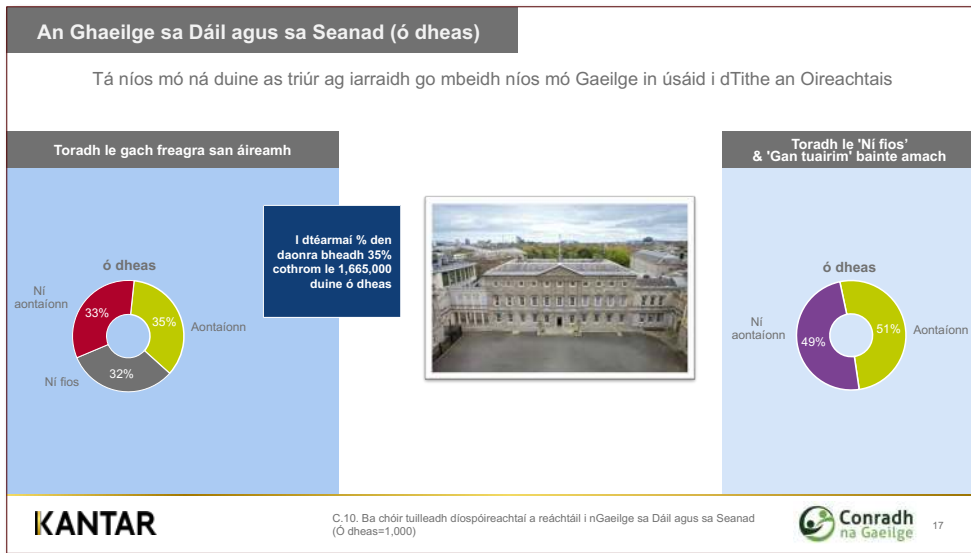 An Ghaeilge sa Dáil agus sa Seanad (ó dheas)
Tá níos mó ná duine as triúr ag iarraidh go mbeidh níos mó Gaeilge in úsáid i dTithe an Oireachtais
Toradh le gach freagra san áireamh
I dtéarmaí % den
daonra bheadh 35%
cothrom le 1,665,000
duine ó dheas
ó dheas
Ní
aontaíonn
33%
35%
Aontaíonn
Ní fios
32%
Toradh le 'Ní fios’
& 'Gan tuairim' bainte amach
ó dheas
Ní
aontaíonn
49%
51%
Aontaíonn
KANTAR
C.10. Ba chóir tuilleadh díospóireachtaí a reáchtáil i nGaeilge sa Dáil agus sa Seanad
(Ó dheas=1,000)
Conradh
na Gaeilge
17